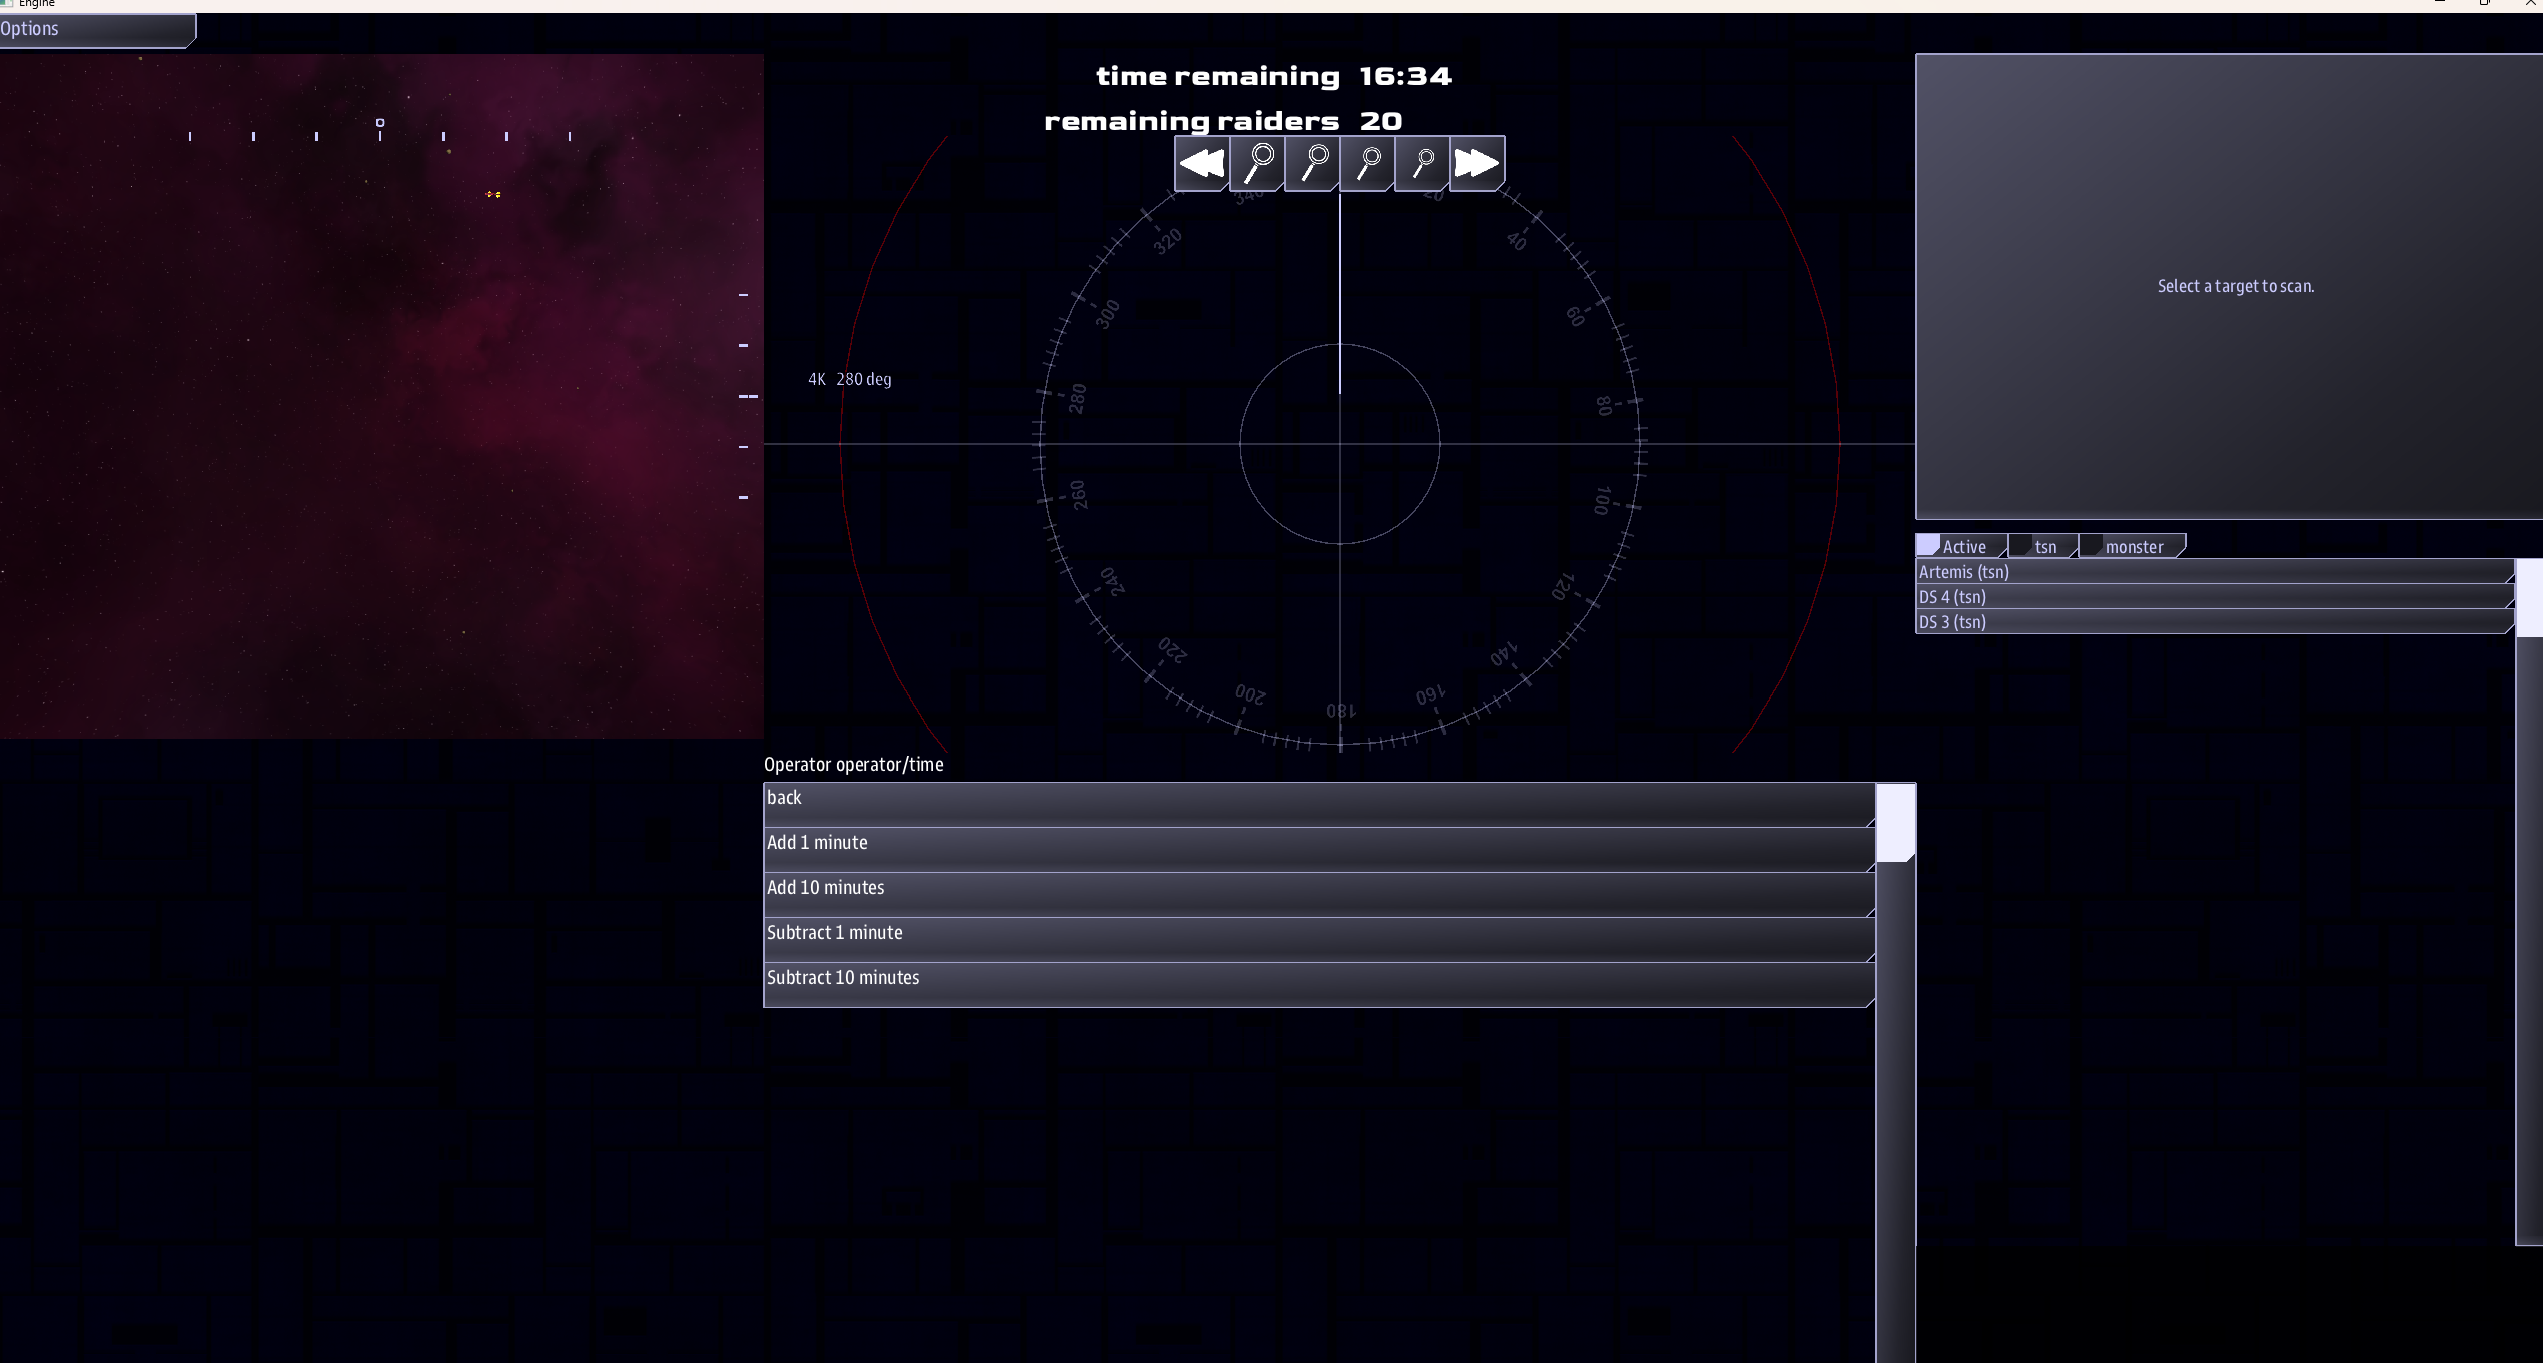 Engine
Options
time remaining 16:34
remaining raiders 20
340
20
320
40
300
60
4K 280 deg
280
80
260
100
240
120
220
140
200
160
180
Select a target to scan.
Active
tsn
monster
Artemis (tsn)
DS 4 (tsn)
DS 3 (tsn)
Operator operator/time
back
Add 1 minute
Add 10 minutes
Subtract 1 minute
Subtract 10 minutes